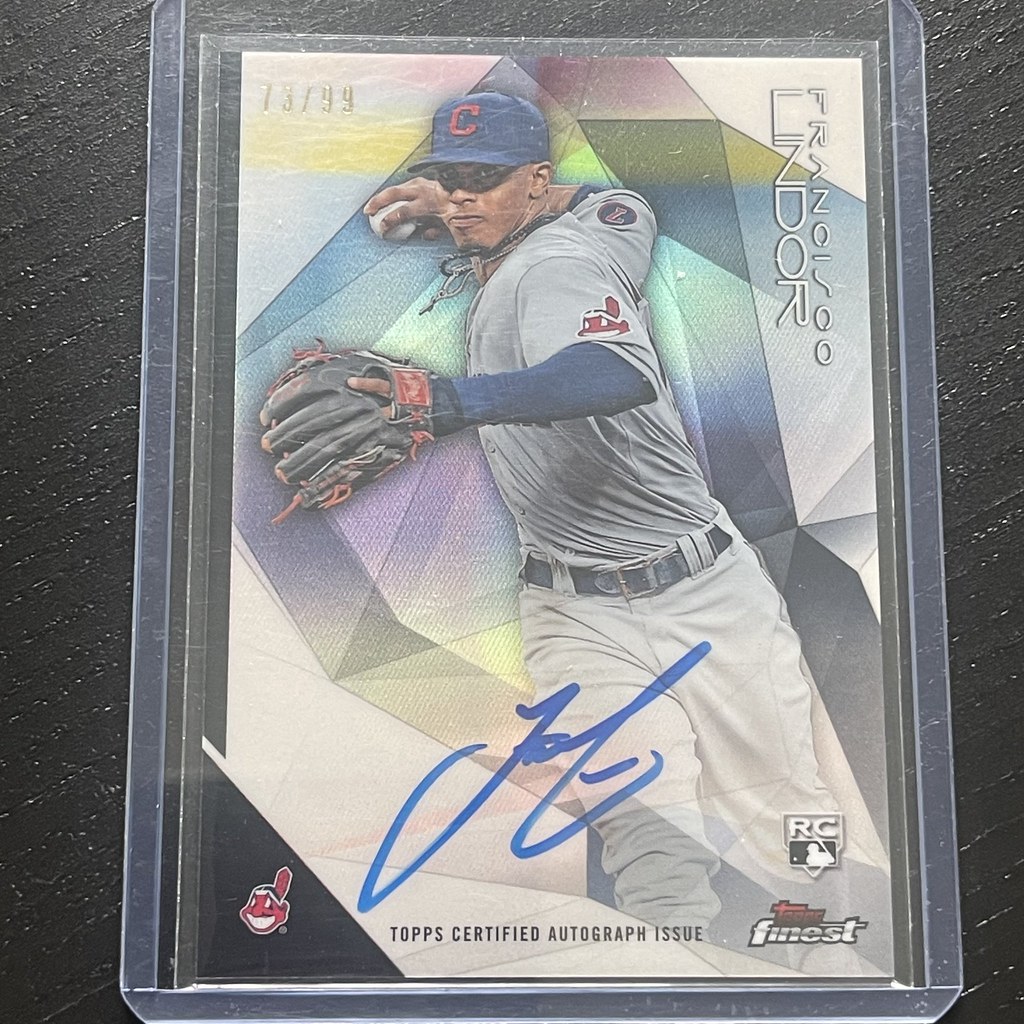 73/99
FRANCISCO
LINDOR
C
RC
TOPPS CERTIFIED AUTOGRAPH ISSUE
Topps
finest